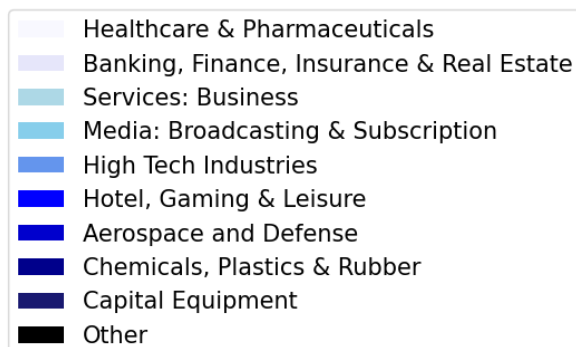 Healthcare & Pharmaceuticals
Banking, Finance, Insurance & Real Estate
Services: Business
Media: Broadcasting & Subscription
High Tech Industries
Hotel, Gaming & Leisure
Aerospace and Defense
Chemicals, Plastics & Rubber
Capital Equipment
Other